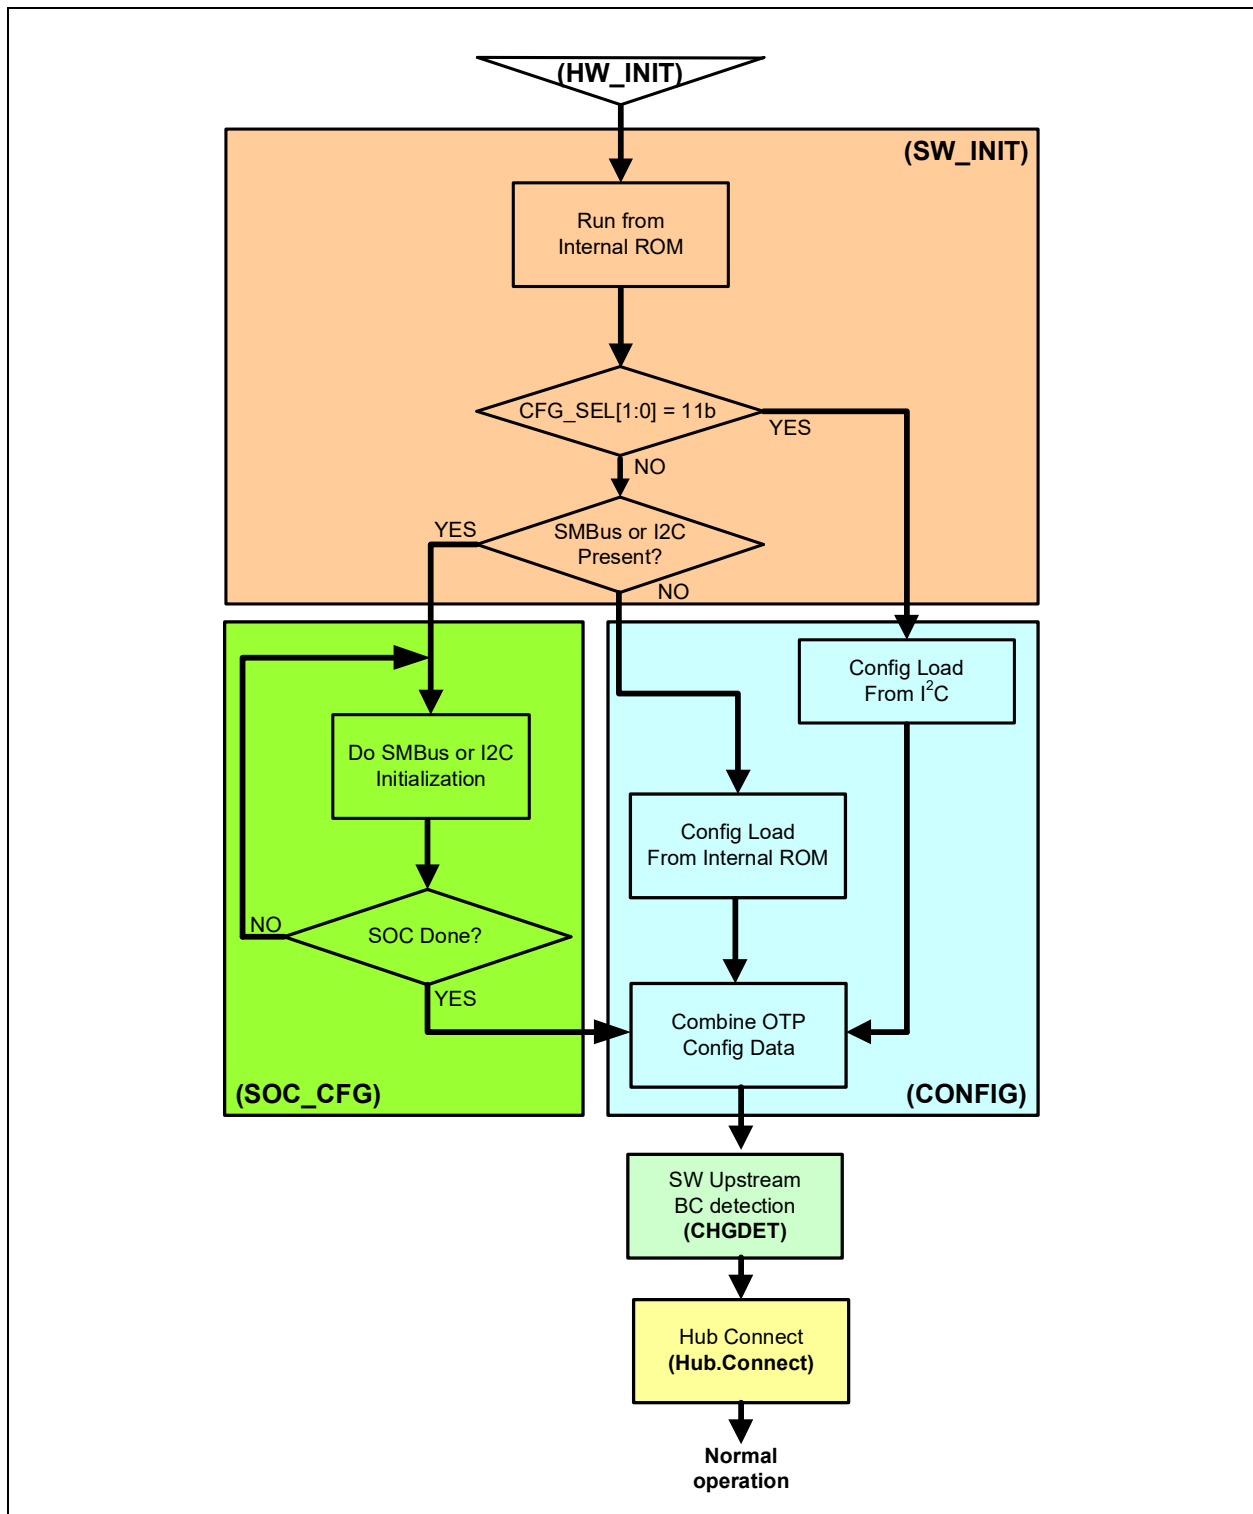 (HW_INIT)
(SW_INIT)
Run from
Internal ROM
CFG_SEL[1:0] = 11b
YES
NO
YES
SMBus or I2C
Present?
NO
Config Load
From I²C
Do SMBus or I2C
Initialization
Config Load
From Internal ROM
NO
SOC Done?
YES
Combine OTP
Config Data
(SOC_CFG)
(CONFIG)
SW Upstream
BC detection
(CHGDET)
Hub Connect
(Hub.Connect)
Normal
operation